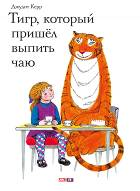 Джудит Керр
Тигр, который
пришёл выпить
чаю